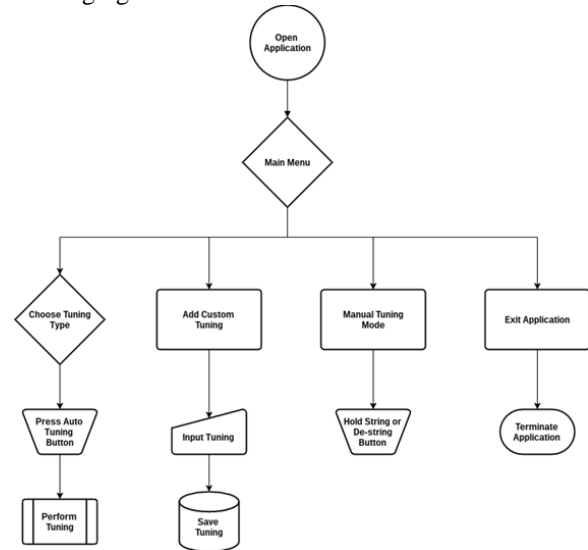 Open
Application
Main Menu
Choose Tuning
Type
Add Custom
Tuning
Manual Tuning
Mode
Exit Application
Press Auto
Tuning
Button
Input Tuning
Hold String or
De-string
Button
Terminate
Application
Perform
Tuning
Save
Tuning